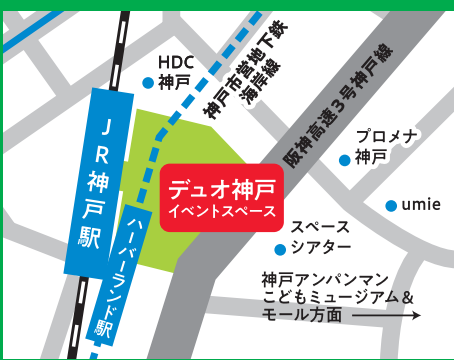 HDC
神戸
神戸市営地下鉄
海岸線
阪神高速3号神戸線
プロメナ
神戸
JR神戸駅
デュオ神戸
イベントスペース
umie
ハーバーランド駅
スペース
シアター
神戸アンパンマン
こどもミュージアム&
モール方面